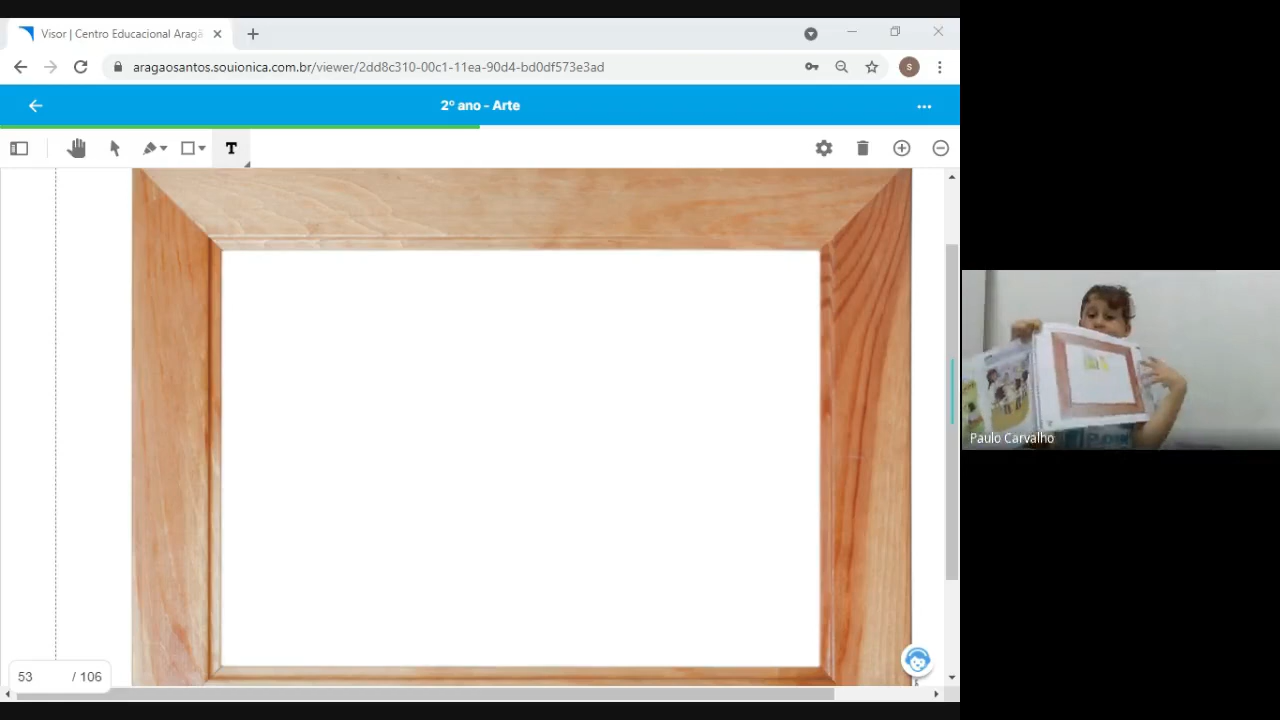 Visor | Centro Educacional Aragã
aragaosantos.souionica.com.br/viewer/2dd8c310-00c1-11ea-90d4-bd0df573e3ad
S
2º ano - Arte
T
53 / 106
Paulo Carvalho